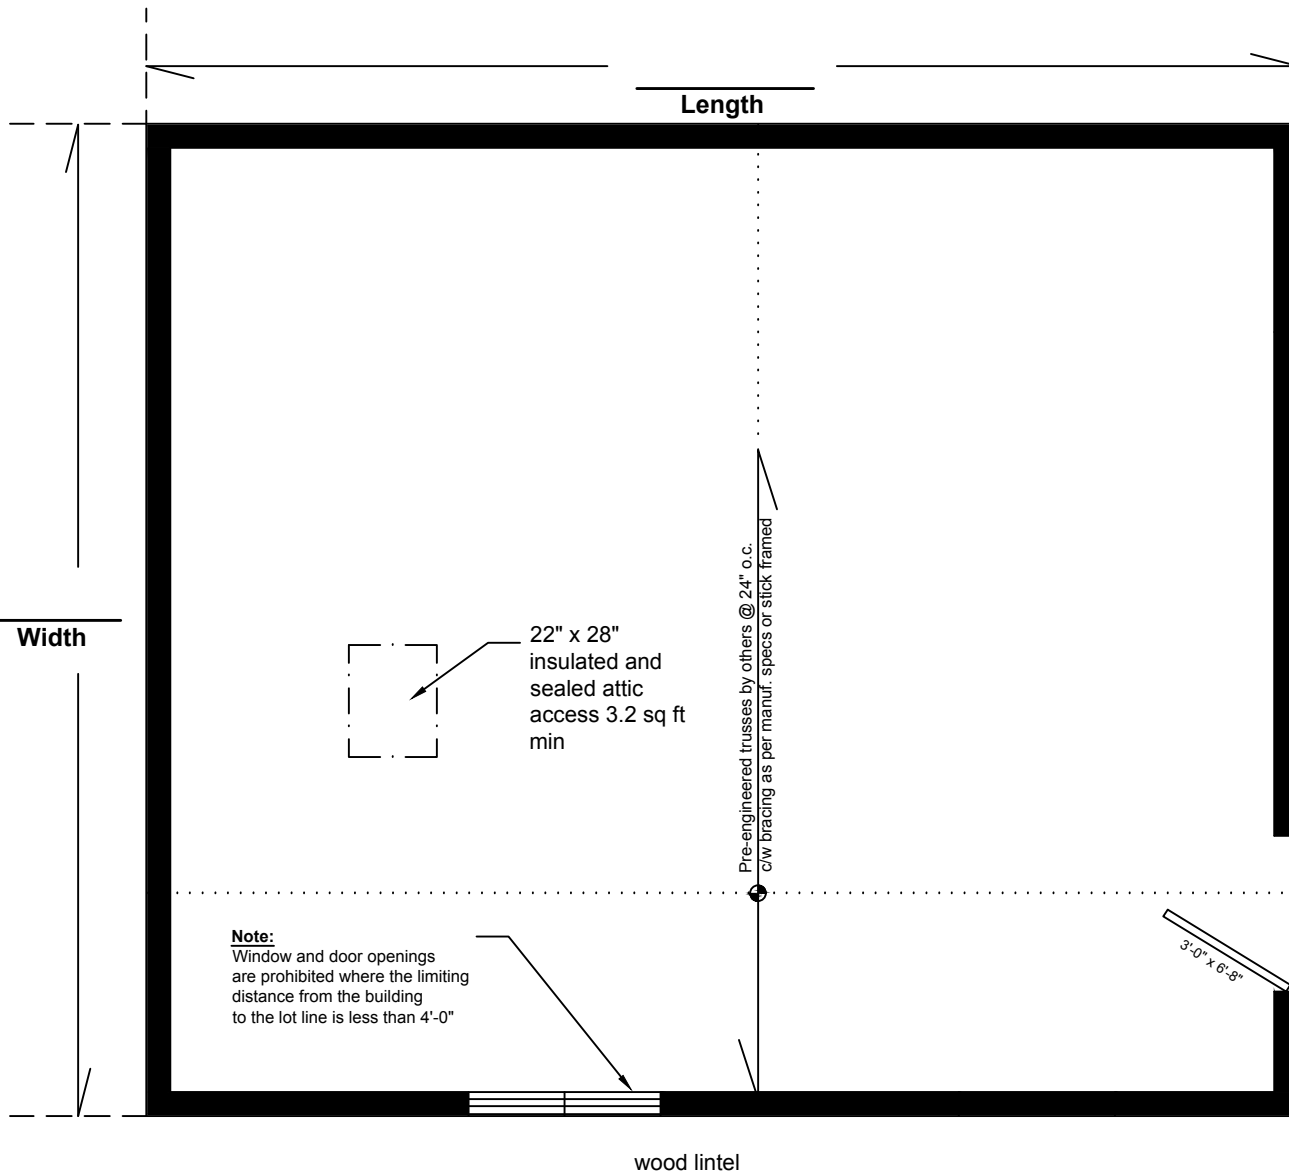 Length
Width
22" x 28"
insulated and
sealed attic
access 3.2 sq ft
min
Pre-engineered trusses by others @ 24" o.c.
c/w bracing as per manuf. specs or stick framed
Note:
Window and door openings
are prohibited where the limiting
distance from the building
to the lot line is less than 4'-0"
3'-0" x 6'-8"
wood lintel